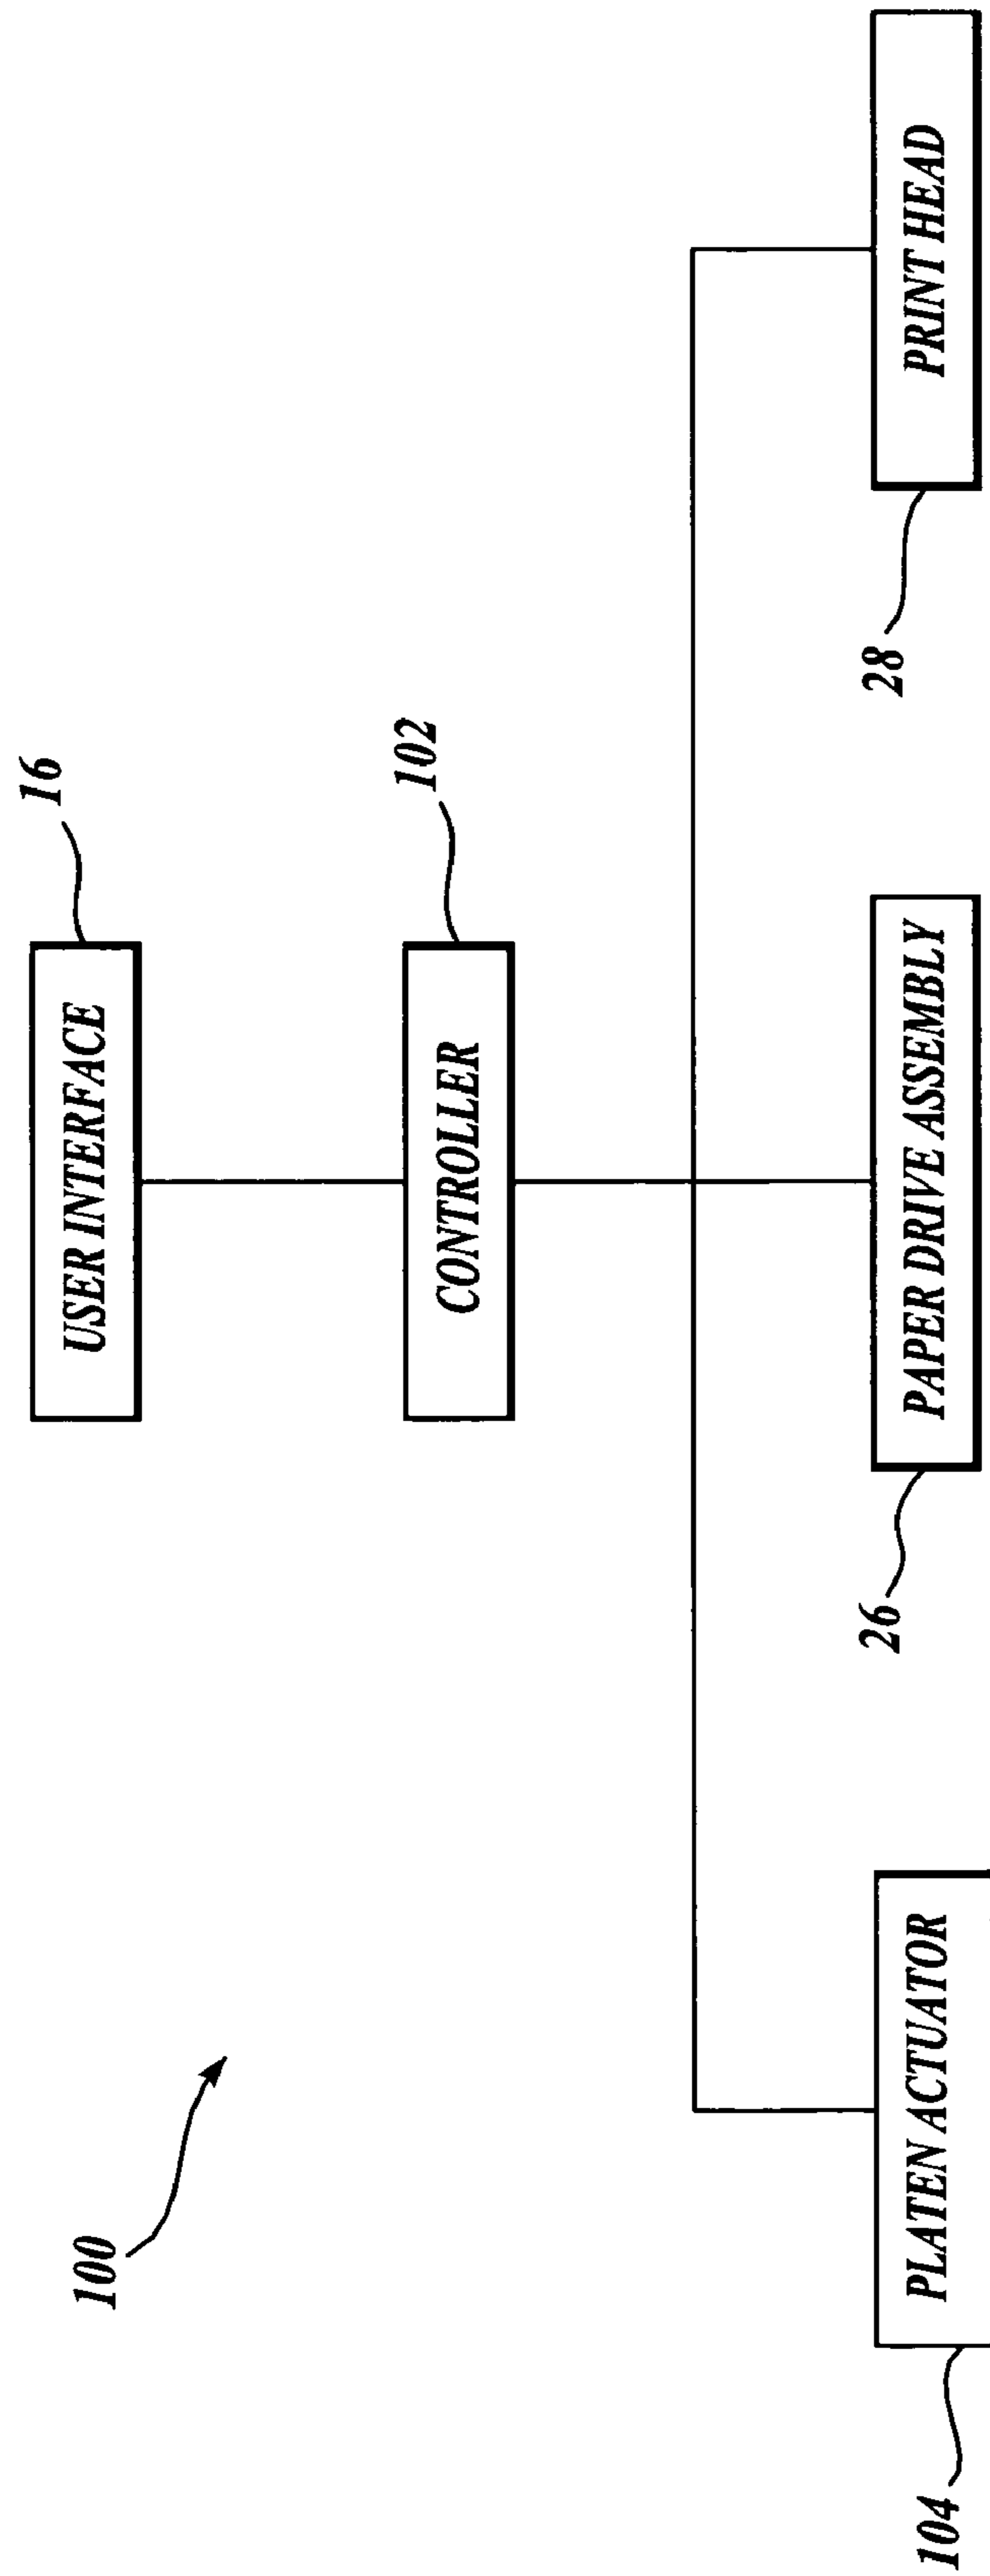 100
USER INTERFACE
16
CONTROLLER
102
104
PLATEN ACTUATOR
26
PAPER DRIVE ASSEMBLY
28
PRINT HEAD